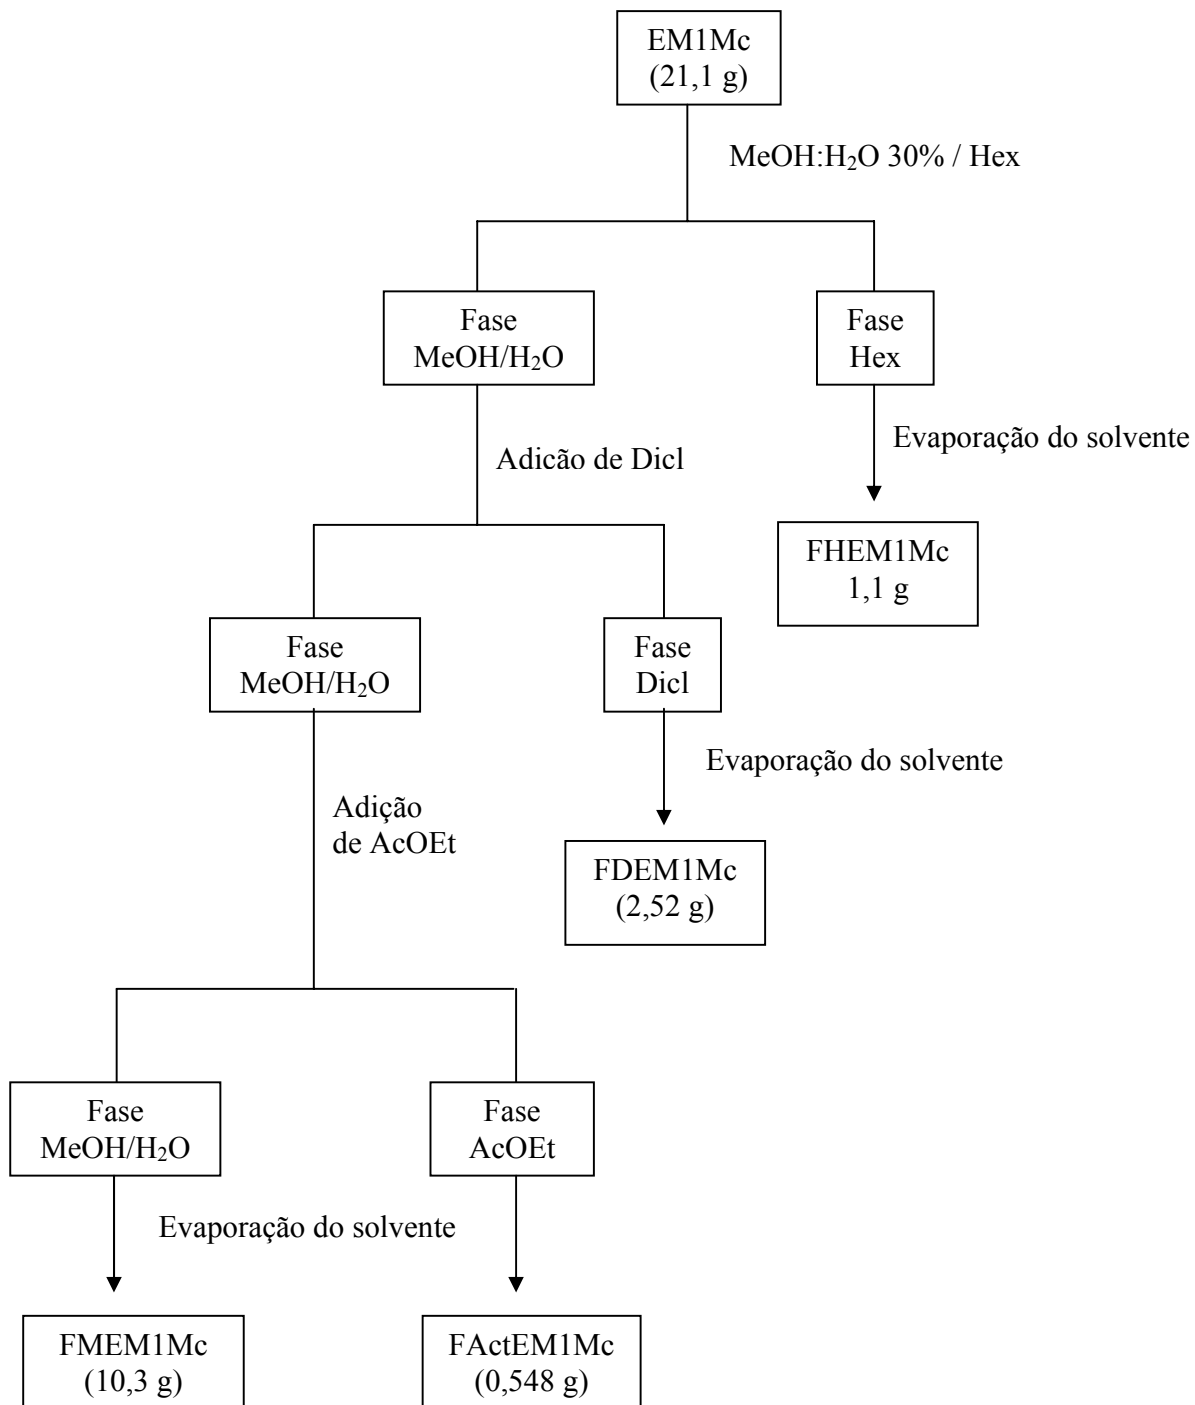 EM1Mc
(21,1 g)
MeOH:H₂O 30% / Hex
Fase
MeOH/H₂O
Fase
Hex
Evaporação do solvente
Adicão de Dicl
FHEM1Mc
1,1 g
Fase
MeOH/H₂O
Fase
Dicl
Evaporação do solvente
Adição
de AcOEt
FDEM1Mc
(2,52 g)
Fase
MeOH/H₂O
Fase
AcOEt
Evaporação do solvente
FMEM1Mc
(10,3 g)
FActEM1Mc
(0,548 g)